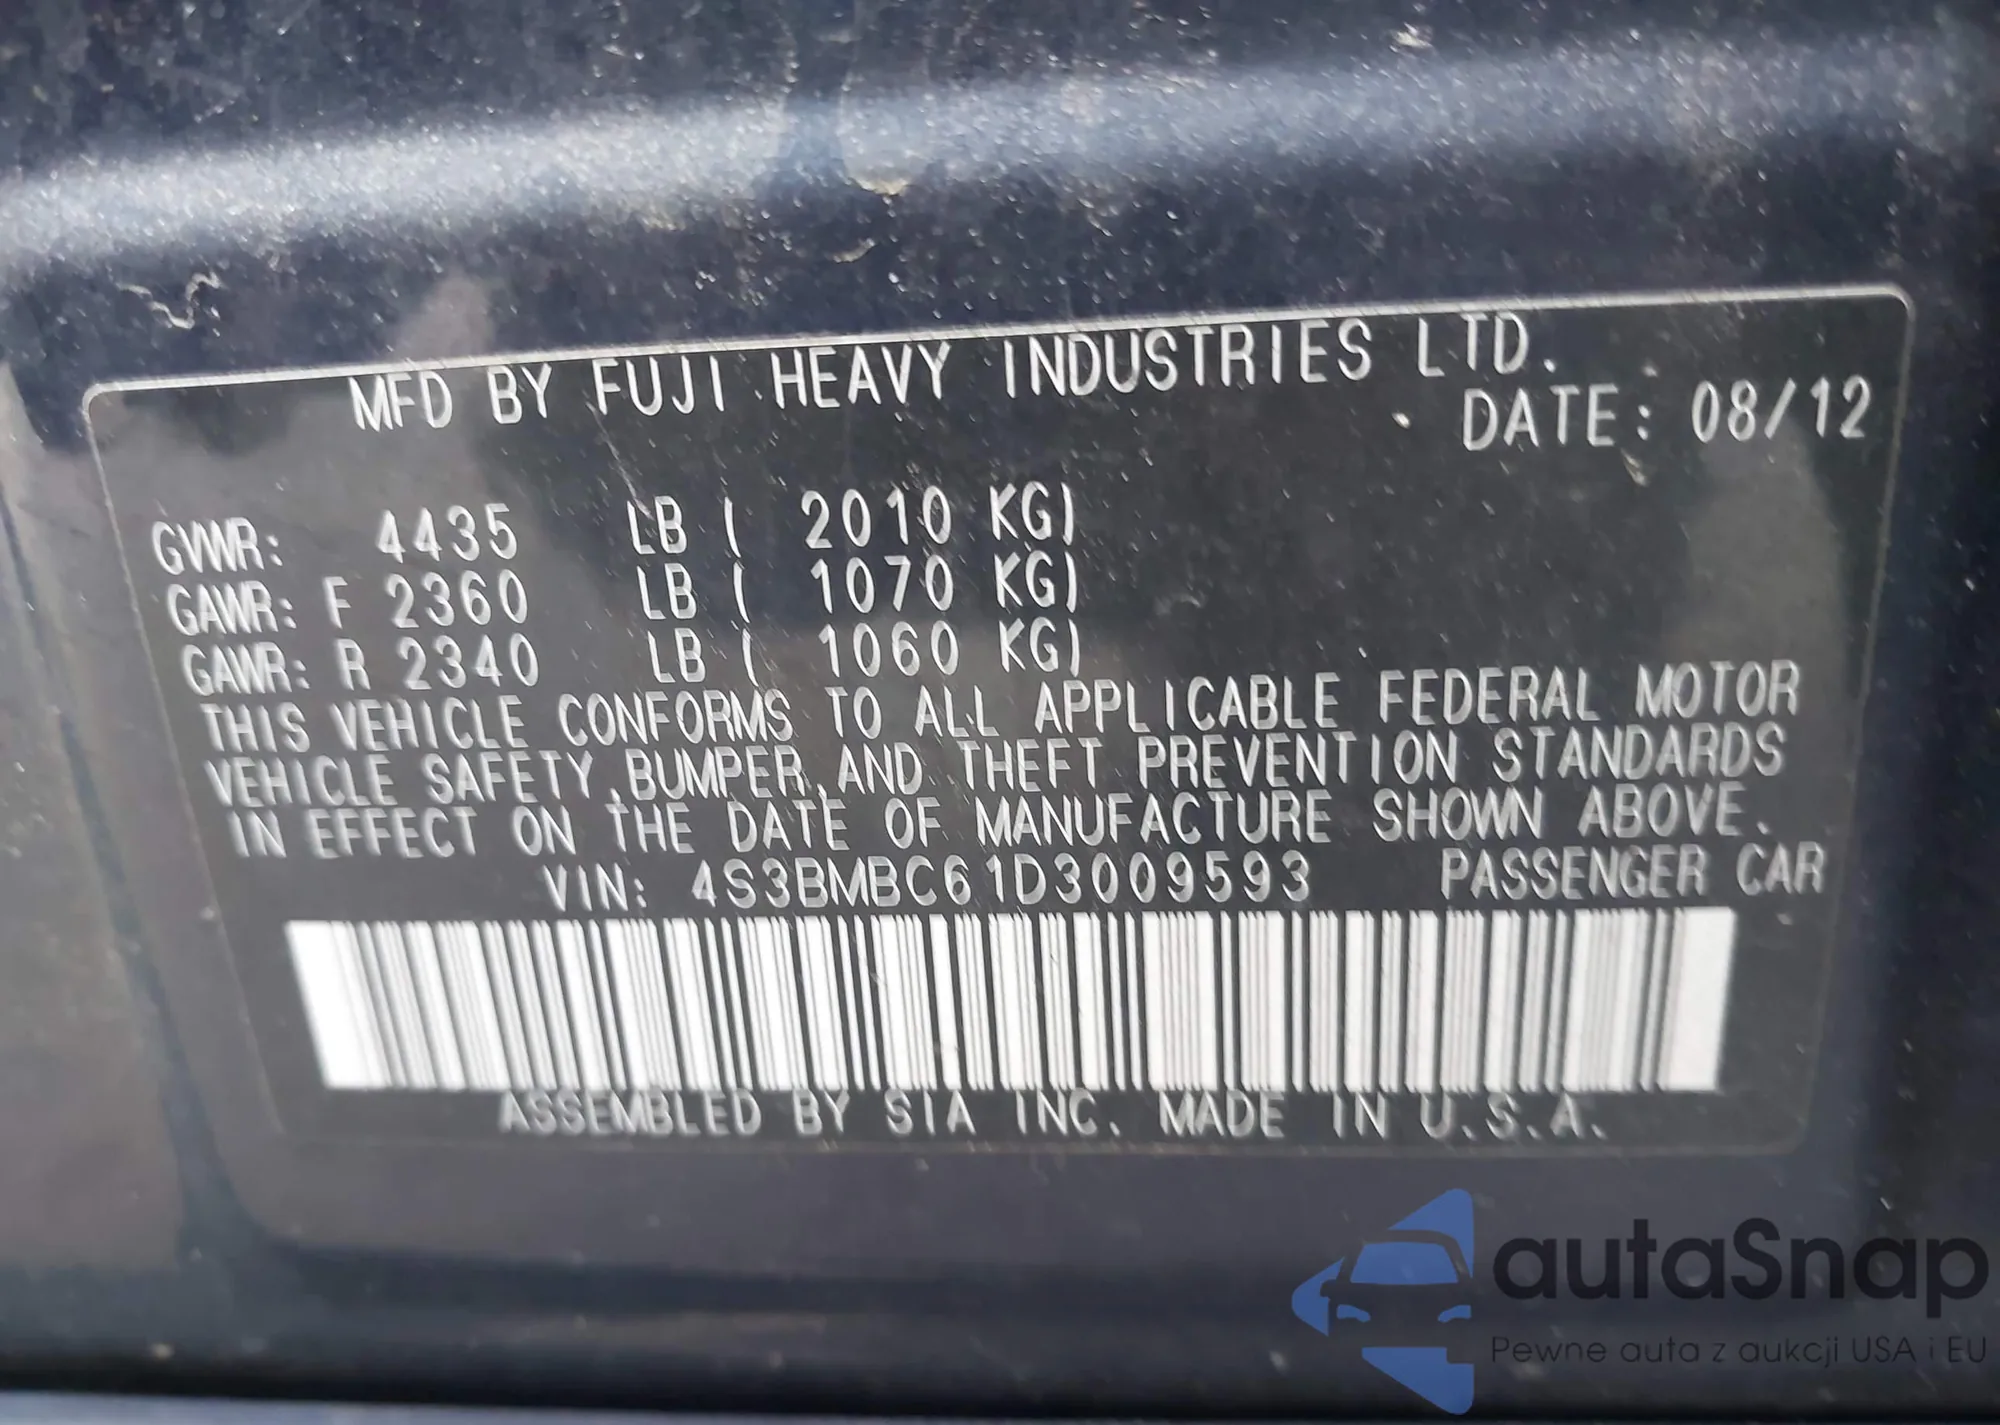 MFD BY FUJI HEAVY INDUSTRIES LTD.
DATE: 08/12
GVWR: 4435 LB ( 2010 KG)
GAWR: F 2360 LB ( 1070 KG)
GAWR: R 2340 LB ( 1060 KG)
THIS VEHICLE CONFORMS TO ALL APPLICABLE FEDERAL MOTOR
VEHICLE SAFETY,BUMPER,AND THEFT PREVENTION STANDARDS
IN EFFECT ON THE DATE OF MANUFACTURE SHOWN ABOVE.
VIN: 4S3BMBC61D3009593 PASSENGER CAR
ASSEMBLED BY SIA INC. MADE IN U.S.A.
autaSnap
Pewne auta z aukcji USA i EU